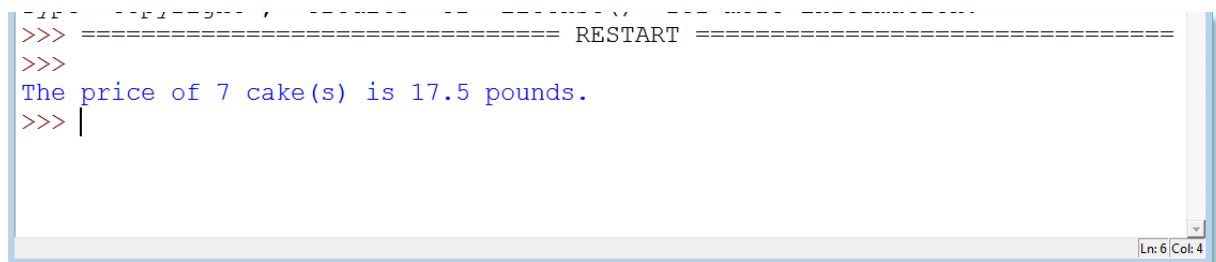 >>> ================================ RESTART ================================
>>>
The price of 7 cake(s) is 17.5 pounds.
>>>
Ln: 6 Col: 4